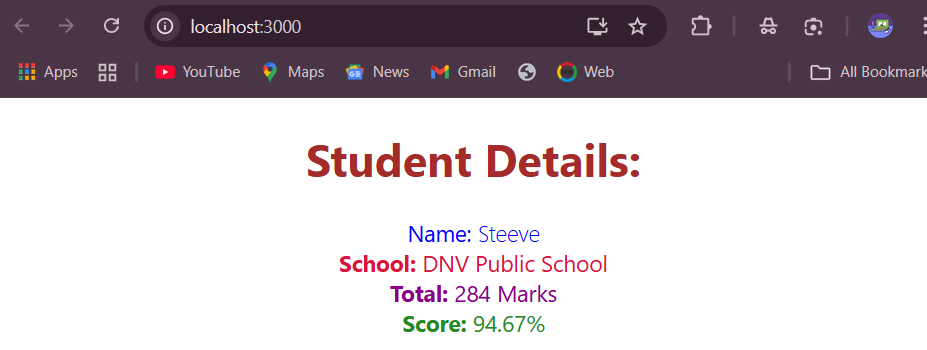 localhost:3000
Apps YouTube Maps News Gmail Web All Bookmark
Student Details:
Name: Steeve
School: DNV Public School
Total: 284 Marks
Score: 94.67%